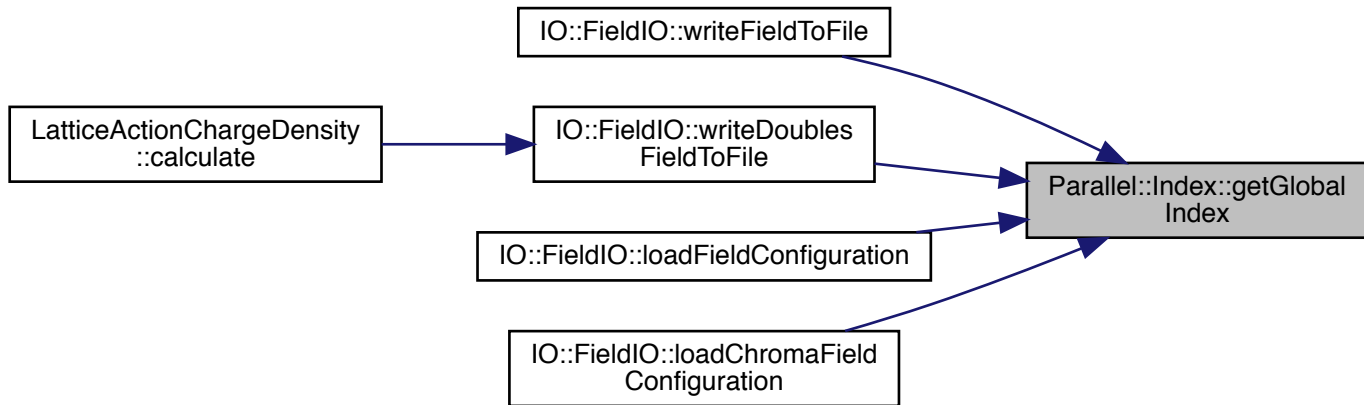 IO::FieldIO::writeFieldToFile
LatticeActionChargeDensity
::calculate
IO::FieldIO::writeDoubles
FieldToFile
Parallel::Index::getGlobal
Index
IO::FieldIO::loadFieldConfiguration
IO::FieldIO::loadChromaField
Configuration